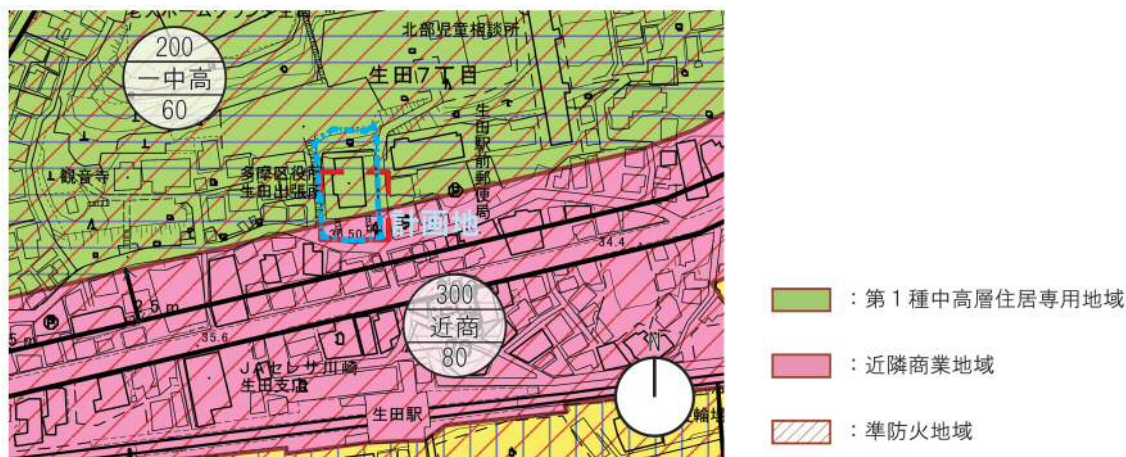 北部児童相談所
200
一中高
60
生田7丁目
生田駅前郵便局
観音寺
多摩区役所
生田出張所
計画地
36.50
34.4
300
近商
80
2.5 m
35.6
JAセレサ川崎
生田支店
生田駅
N
：第1種中高層住居専用地域
：近隣商業地域
：準防火地域